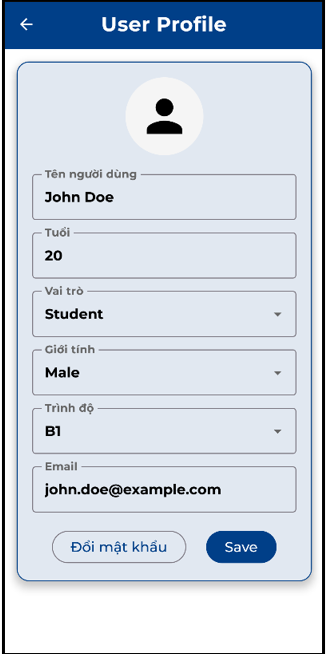 User Profile
Tên người dùng
John Doe
Tuổi
20
Vai trò
Student
Giới tính
Male
Trình độ
B1
Email
john.doe@example.com
Đổi mật khẩu
Save